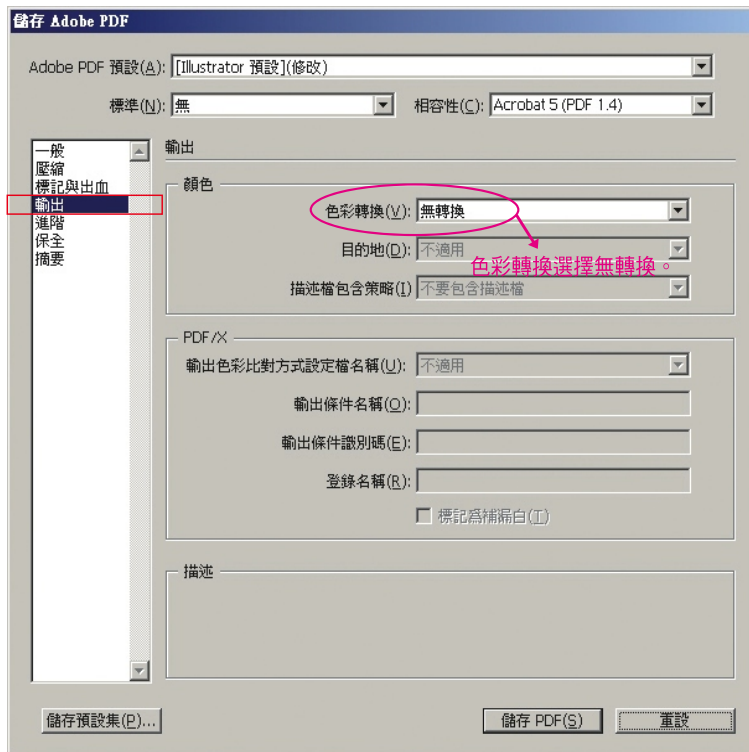 儲存 Adobe PDF
Adobe PDF 預設(A): [Illustrator 預設](修改)
標準(N): 無 相容性(C): Acrobat 5 (PDF 1.4)
一般
壓縮
標記與出血
輸出
進階
保全
摘要
輸出
顏色
色彩轉換(V): 無轉換
目的地(D): 不適用
色彩轉換選擇無轉換。
描述檔包含策略(I) 不要包含描述檔
PDF/X
輸出色彩比對方式設定檔名稱(U): 不適用
輸出條件名稱(O):
輸出條件識別碼(E):
登錄名稱(R):
標記為補漏白(T)
描述
儲存預設集(P)... 儲存 PDF(S) 重設